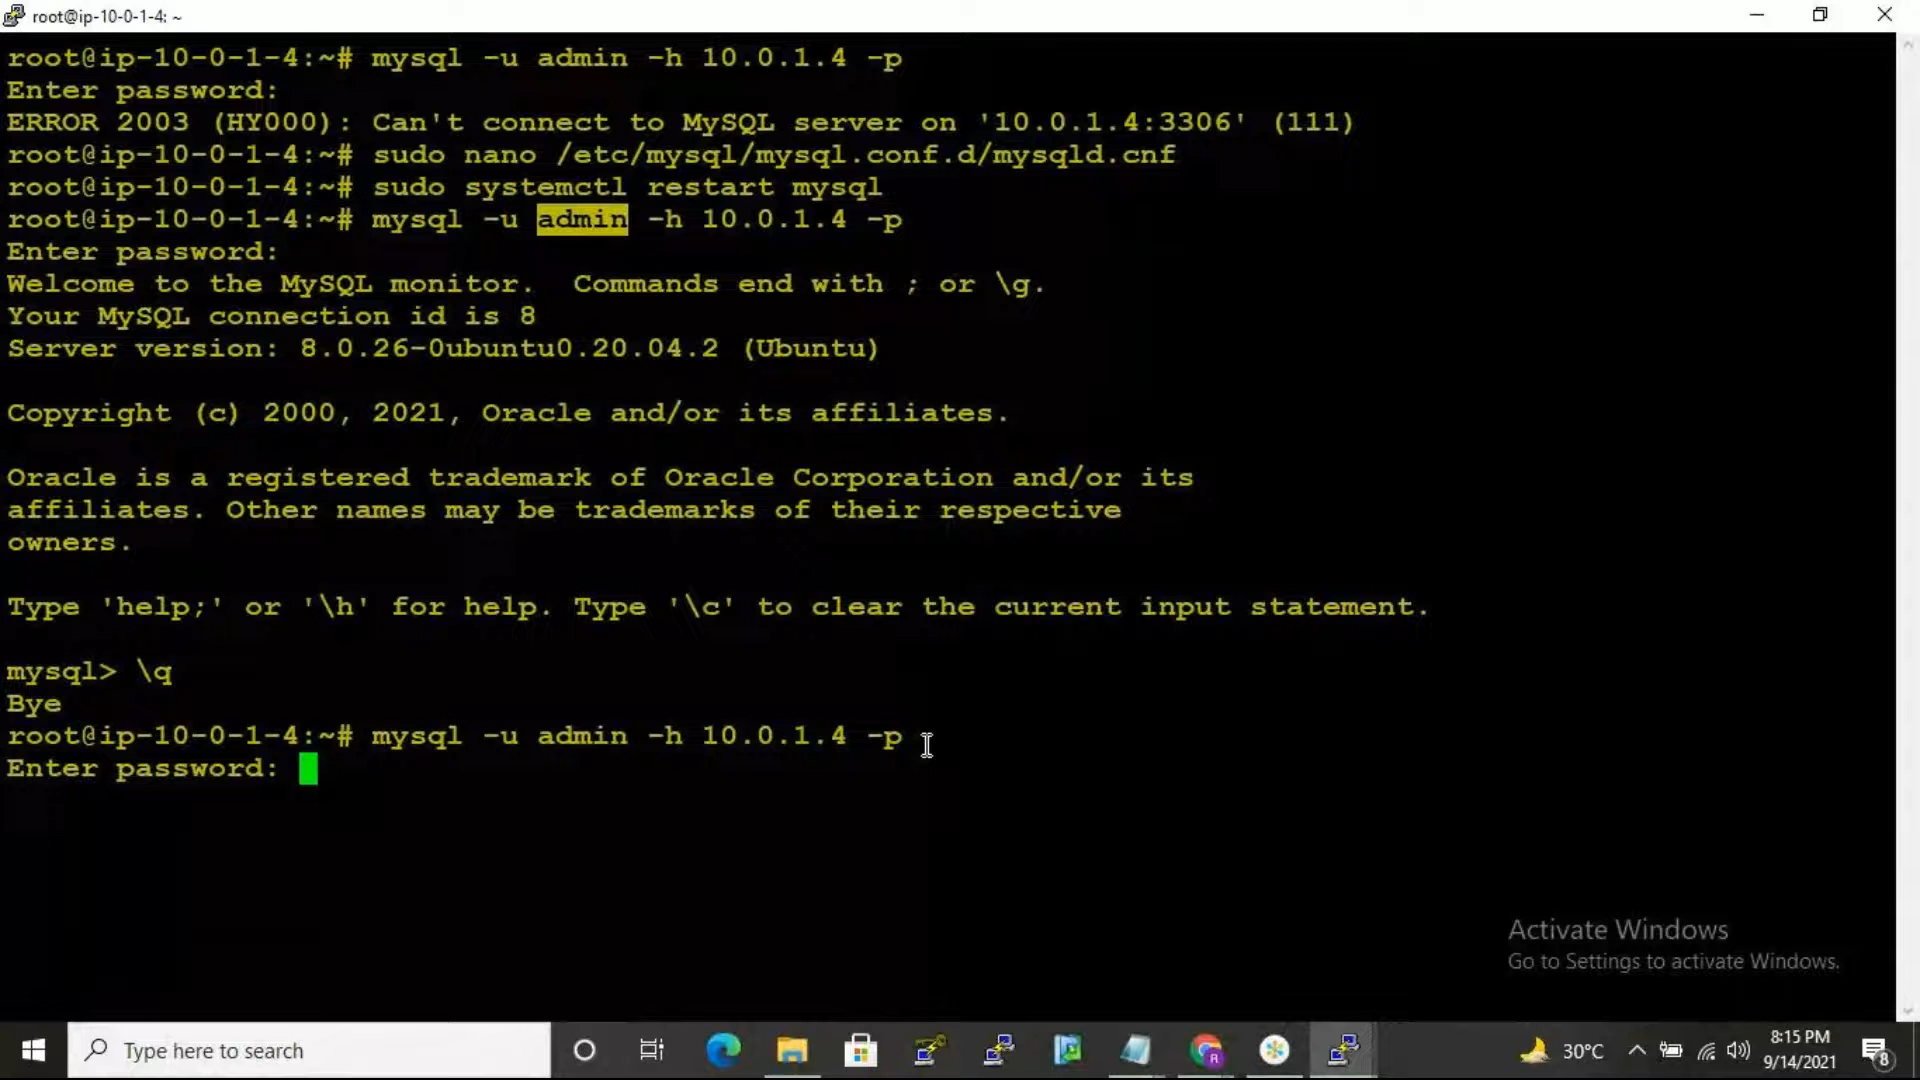 root@ip-10-0-1-4: ~
root@ip-10-0-1-4:~# mysql -u admin -h 10.0.1.4 -p
Enter password:
ERROR 2003 (HY000): Can't connect to MySQL server on '10.0.1.4:3306' (111)
root@ip-10-0-1-4:~# sudo nano /etc/mysql/mysql.conf.d/mysqld.cnf
root@ip-10-0-1-4:~# sudo systemctl restart mysql
root@ip-10-0-1-4:~# mysql -u admin -h 10.0.1.4 -p
Enter password:
Welcome to the MySQL monitor.  Commands end with ; or \g.
Your MySQL connection id is 8
Server version: 8.0.26-0ubuntu0.20.04.2 (Ubuntu)
Copyright (c) 2000, 2021, Oracle and/or its affiliates.
Oracle is a registered trademark of Oracle Corporation and/or its
affiliates. Other names may be trademarks of their respective
owners.
Type 'help;' or '\h' for help. Type '\c' to clear the current input statement.
mysql> \q
Bye
root@ip-10-0-1-4:~# mysql -u admin -h 10.0.1.4 -p
Enter password:
Activate Windows
Go to Settings to activate Windows.
Type here to search
R
30°C
8:15 PM
9/14/2021
8